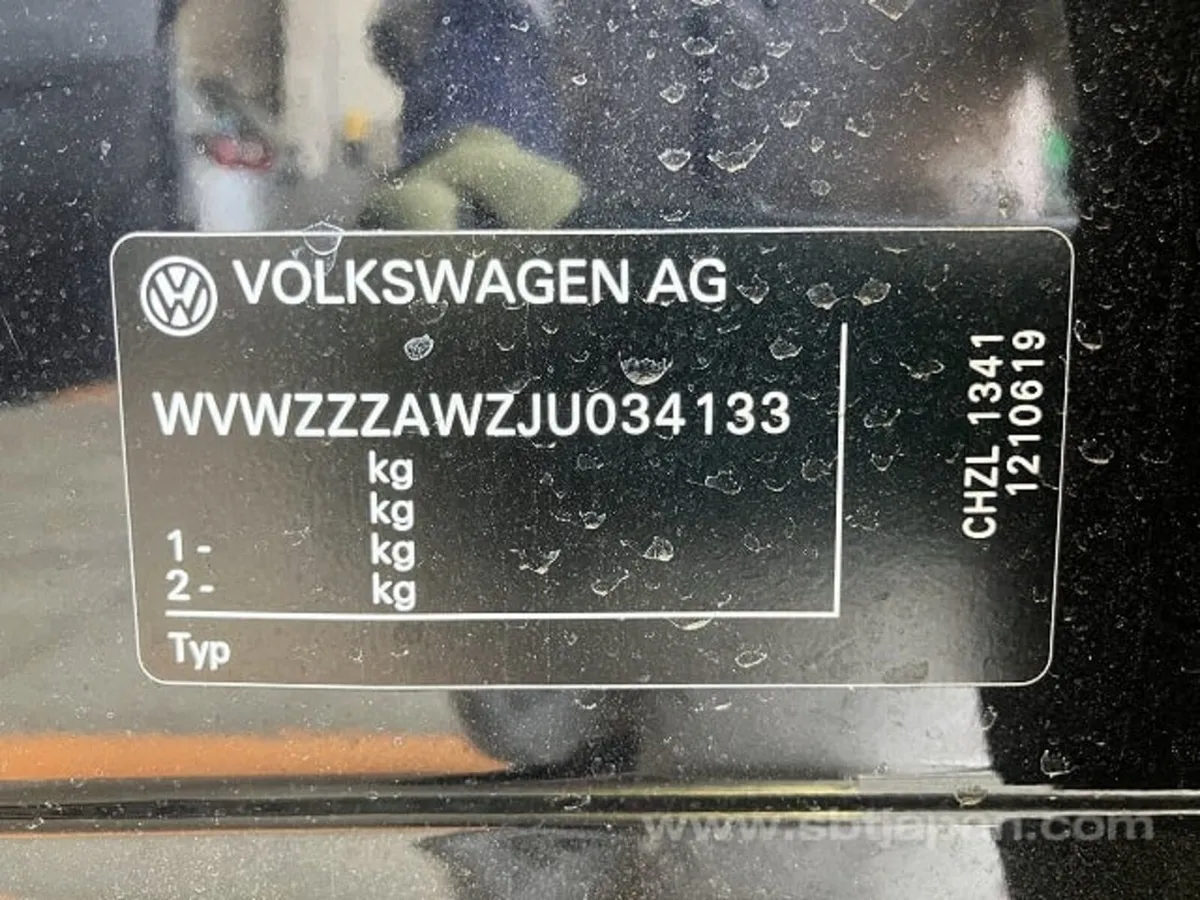 VOLKSWAGEN AG
WVWZZZAWZJU034133
kg
kg
1 - kg
2 - kg
Typ
CHZL 1341
1210619
www.sbtjapan.com